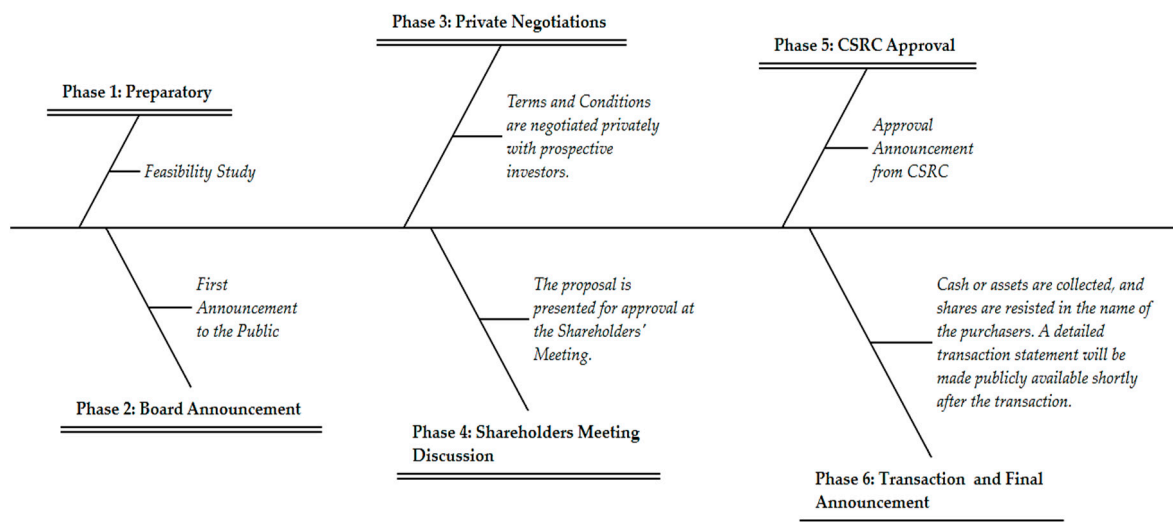 Phase 1: Preparatory
Feasibility Study
Phase 2: Board Announcement
First
Announcement
to the Public
Phase 3: Private Negotiations
Terms and Conditions
are negotiated privately
with prospective
investors.
Phase 4: Shareholders Meeting
Discussion
The proposal is
presented for approval at
the Shareholders’
Meeting.
Phase 5: CSRC Approval
Approval
Announcement
from CSRC
Phase 6: Transaction and Final
Announcement
Cash or assets are collected, and
shares are resisted in the name of
the purchasers. A detailed
transaction statement will be
made publicly available shortly
after the transaction.